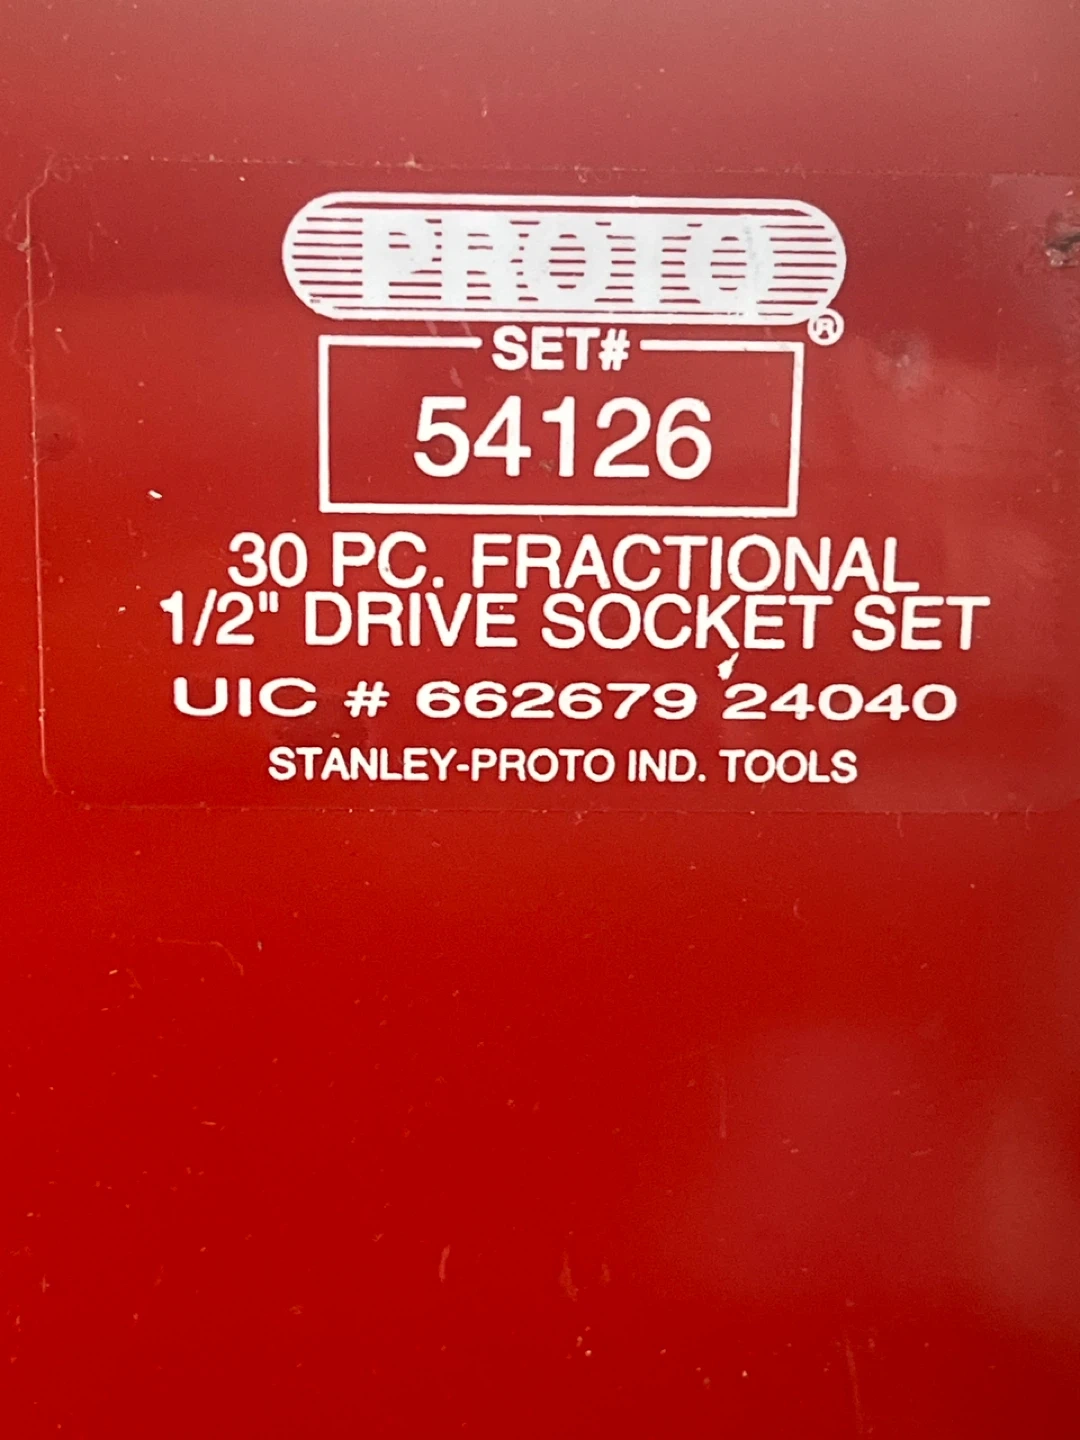 PROTO
®
SET#
54126
30 PC. FRACTIONAL
1/2" DRIVE SOCKET SET
UIC # 662679 24040
STANLEY-PROTO IND. TOOLS